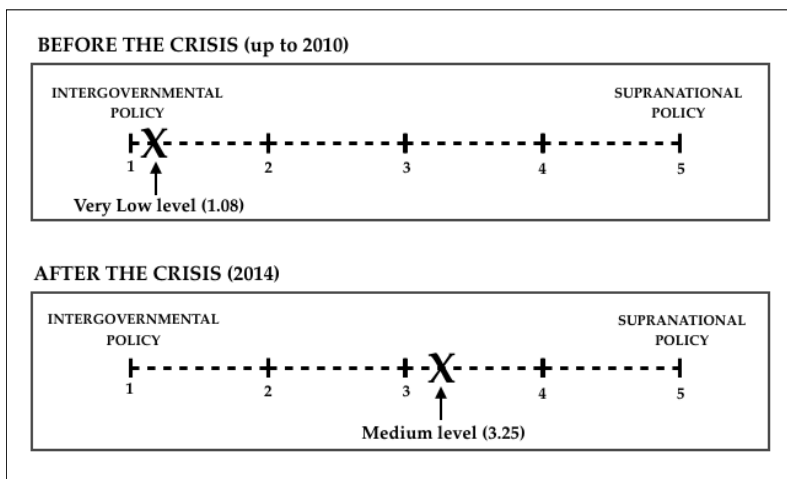 BEFORE THE CRISIS (up to 2010)
INTERGOVERNMENTAL SUPRANATIONAL
POLICY POLICY
X
1 2 3 4 5
Very Low level (1.08)
AFTER THE CRISIS (2014)
INTERGOVERNMENTAL SUPRANATIONAL
POLICY POLICY
X
1 2 3 4 5
Medium level (3.25)